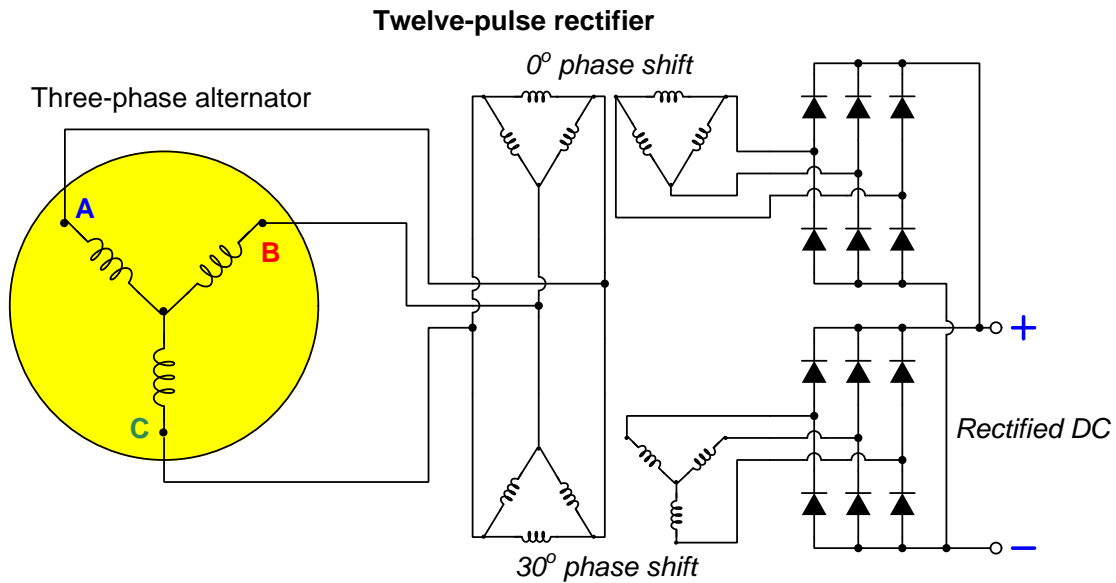 Twelve-pulse rectifier
0° phase shift
Three-phase alternator
A
B
C
+
Rectified DC
−
30° phase shift